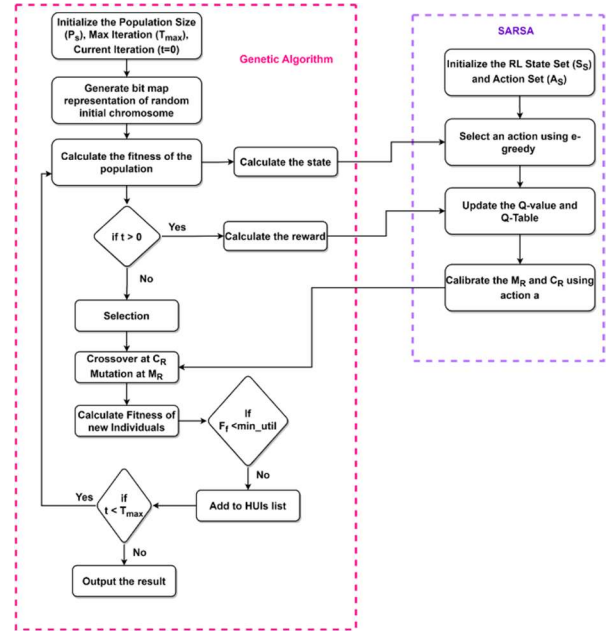 Initialize the Population Size
(Ps), Max Iteration (Tmax),
Current Iteration (t=0)
Genetic Algorithm
Generate bit map
representation of random
initial chromosome
Calculate the fitness of the
population
Calculate the state
if t > 0
Yes
Calculate the reward
No
Selection
Crossover at CR
Mutation at MR
Calculate Fitness of
new Individuals
If
Ff <min_util
No
Add to HUIs list
Yes
if
t < Tmax
No
Output the result
SARSA
Initialize the RL State Set (SS)
and Action Set (AS)
Select an action using e-
greedy
Update the Q-value and
Q-Table
Calibrate the MR and CR using
action a